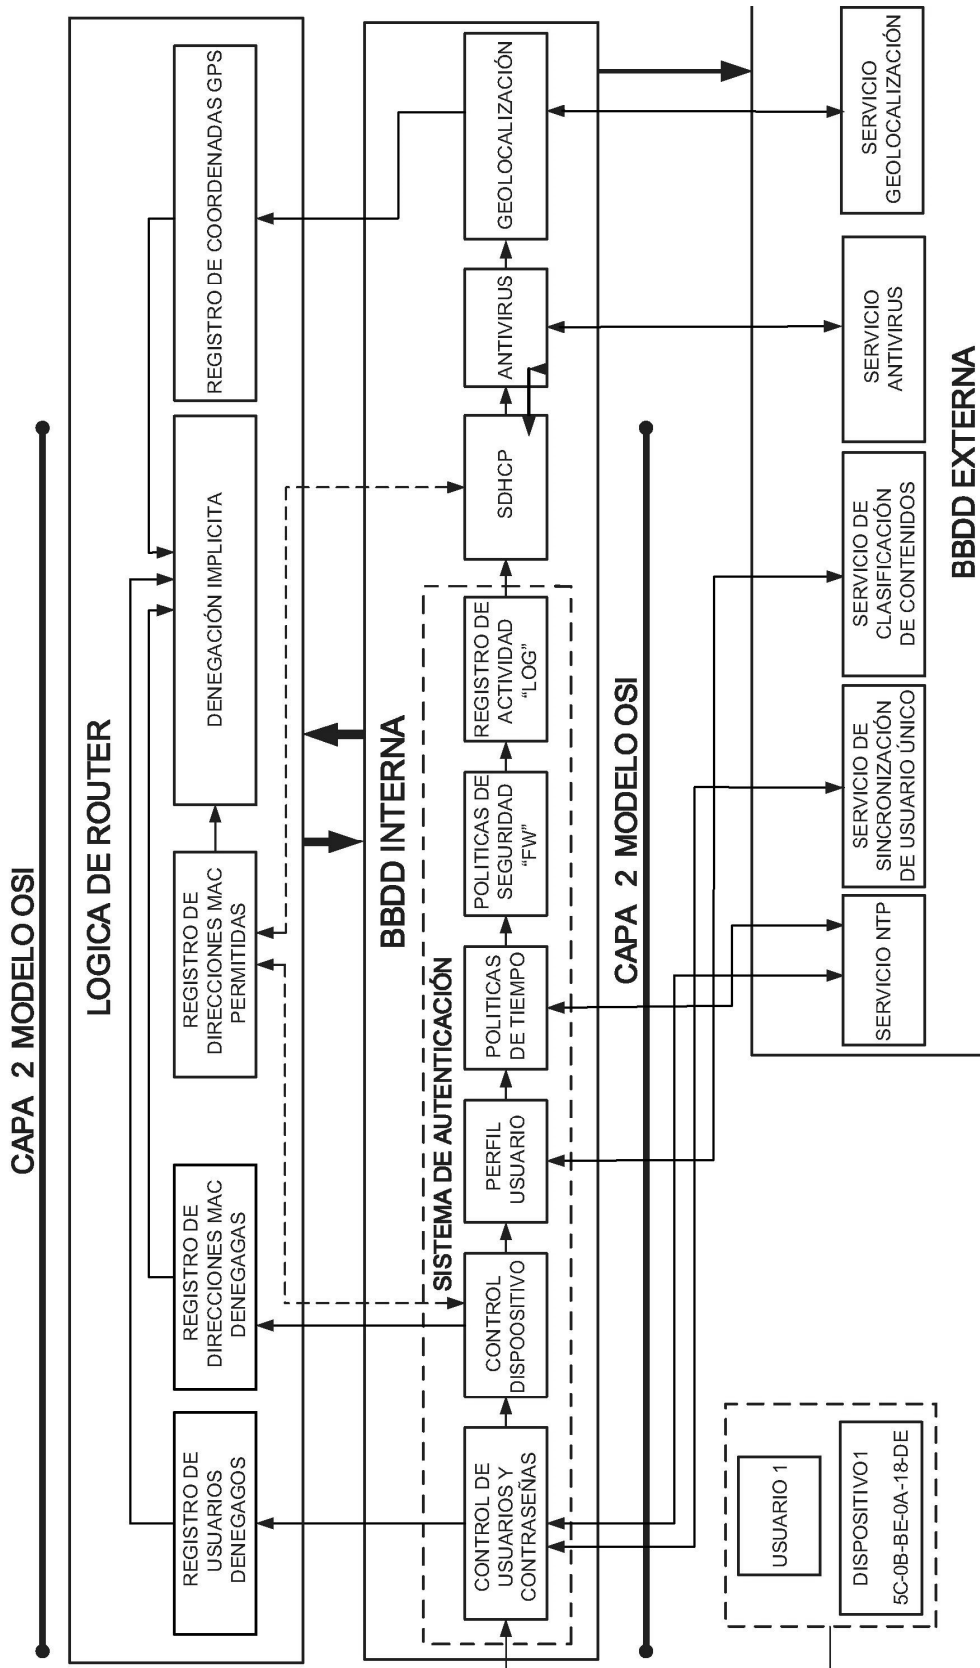 CAPA 2 MODELO OSI
LOGICA DE ROUTER
REGISTRO DE
USUARIOS
DENEGAGOS
REGISTRO DE
DIRECCIONES MAC
DENEGAGAS
REGISTRO DE
DIRECCIONES MAC
PERMITIDAS
DENEGACIÓN IMPLICITA
REGISTRO DE COORDENADAS GPS
BBDD INTERNA
SISTEMA DE AUTENTICACIÓN
CONTROL DE
USUARIOS Y
CONTRASEÑAS
CONTROL
DISPOOSITIVO
PERFIL
USUARIO
POLITICAS
DE TIEMPO
POLITICAS DE
SEGURIDAD
“FW”
REGISTRO DE
ACTIVIDAD
“LOG”
SDHCP
ANTIVIRUS
GEOLOCALIZACIÓN
CAPA 2 MODELO OSI
USUARIO 1
DISPOSITIVO1
5C-0B-BE-0A-18-DE
SERVICIO NTP
SERVICIO DE
SINCRONIZACIÓN
DE USUARIO ÚNICO
SERVICIO DE
CLASIFICACIÓN
DE CONTENIDOS
SERVICIO
ANTIVIRUS
SERVICIO
GEOLOCALIZACIÓN
BBDD EXTERNA